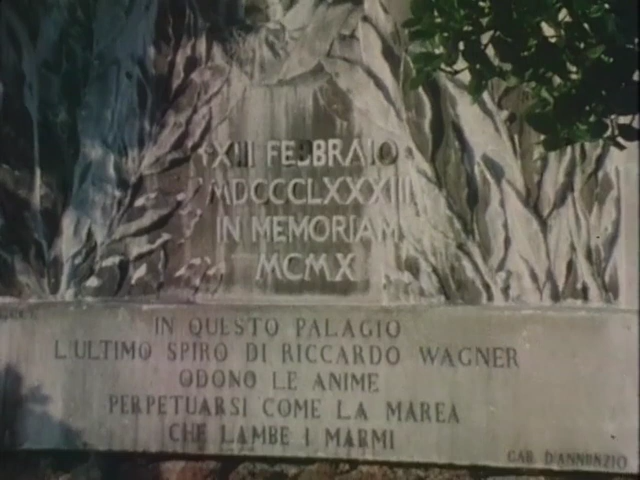 XIII FEBBRAIO
MDCCCLXXXIII
IN MEMORIAM
MCMX
IN QUESTO PALAGIO
L'ULTIMO SPIRO DI RICCARDO WAGNER
ODONO LE ANIME
PERPETUARSI COME LA MAREA
CHE LAMBE I MARMI
GAB. D'ANNUNZIO